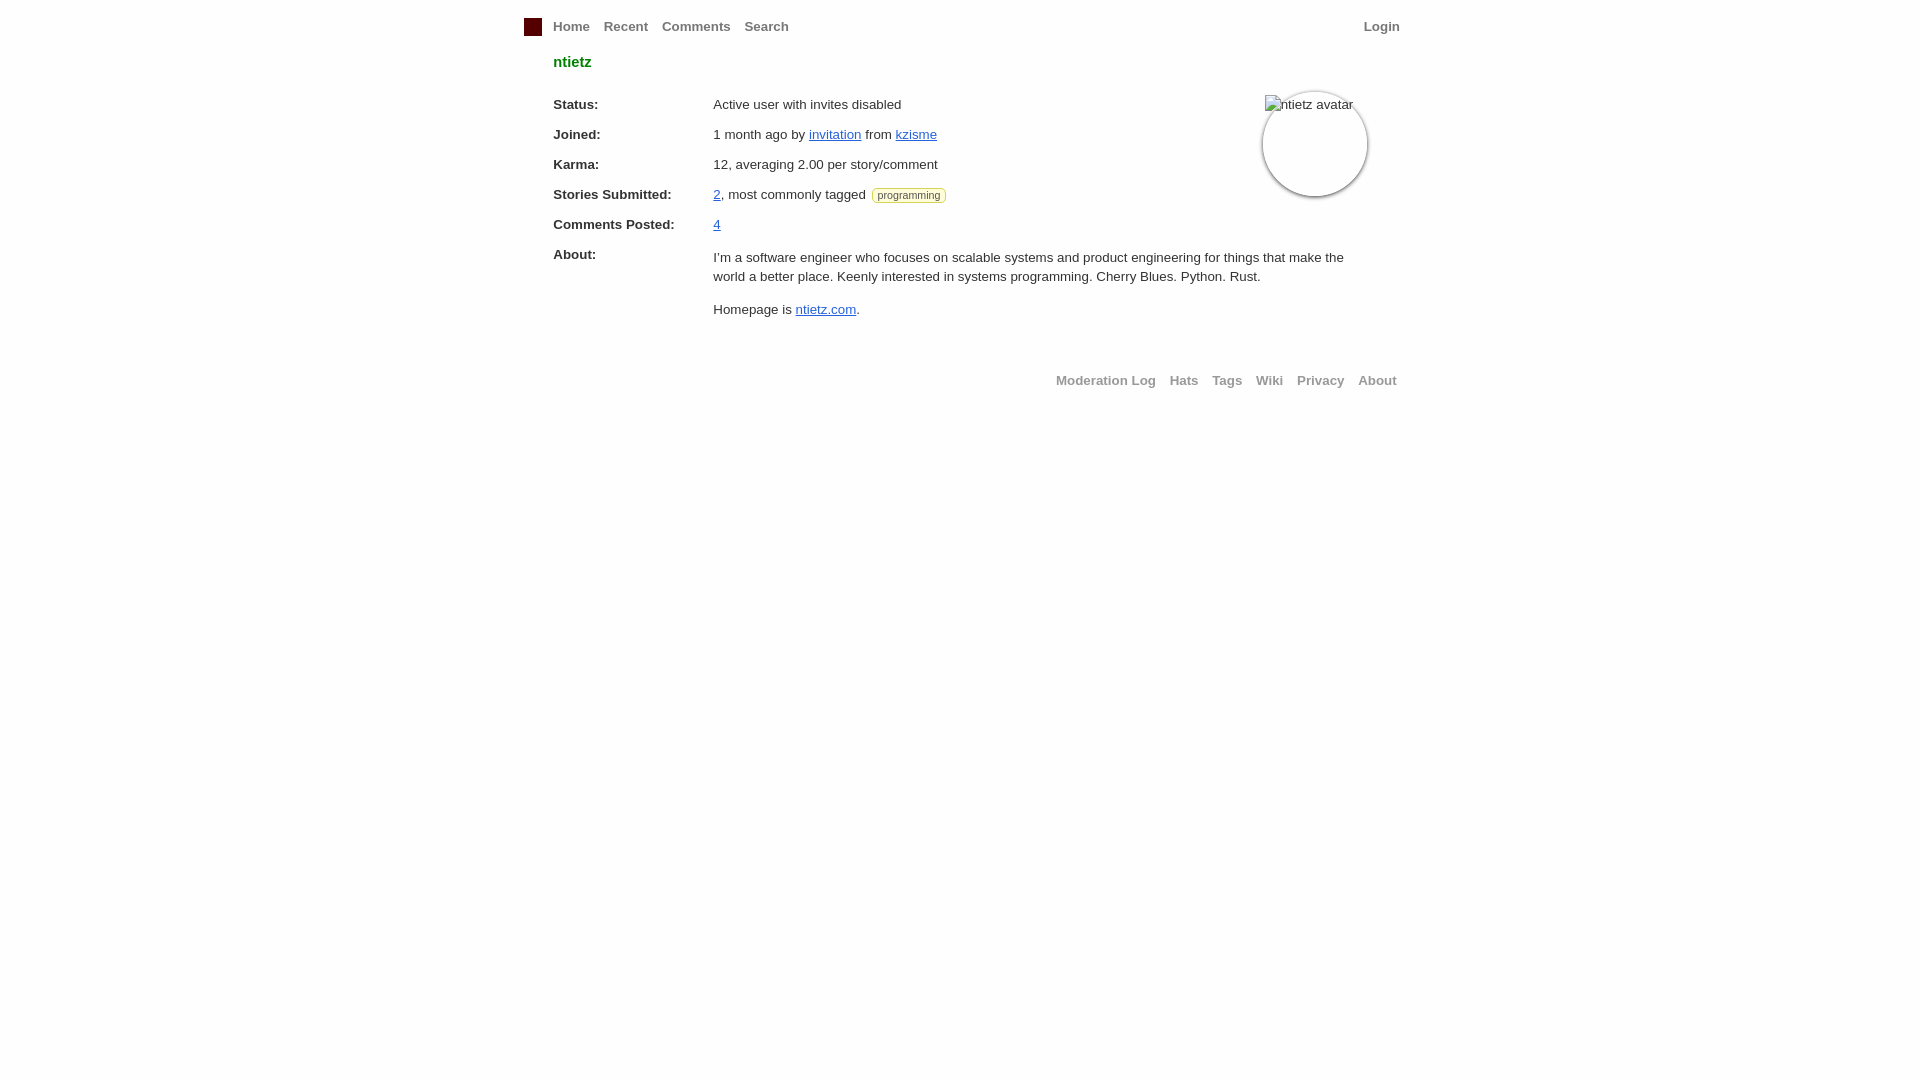 Home Recent Comments Search Login
ntietz
Status: Active user with invites disabled
ntietz avatar
Joined: 1 month ago by invitation from kzisme
Karma: 12, averaging 2.00 per story/comment
Stories Submitted: 2, most commonly tagged programming
Comments Posted: 4
About: I’m a software engineer who focuses on scalable systems and product engineering for things that make the
world a better place. Keenly interested in systems programming. Cherry Blues. Python. Rust.
Homepage is ntietz.com.
Moderation Log Hats Tags Wiki Privacy About